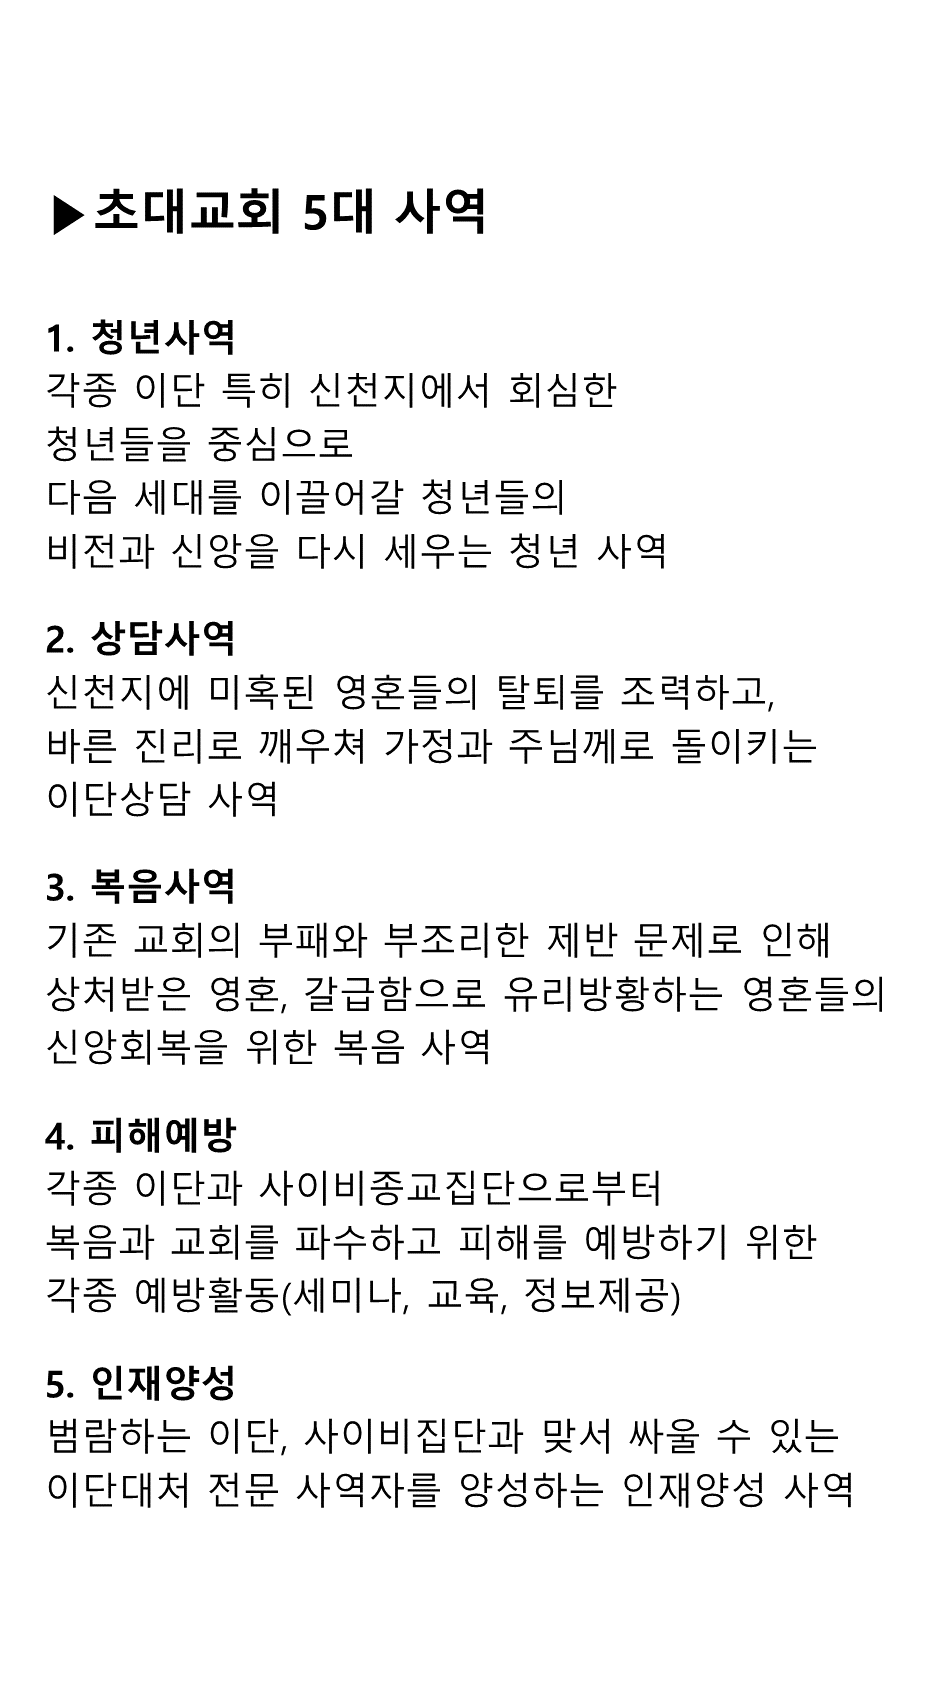 ▶초대교회 5대 사역
1. 청년사역
각종 이단 특히 신천지에서 회심한
청년들을 중심으로
다음 세대를 이끌어갈 청년들의
비전과 신앙을 다시 세우는 청년 사역
2. 상담사역
신천지에 미혹된 영혼들의 탈퇴를 조력하고,
바른 진리로 깨우쳐 가정과 주님께로 돌이키는
이단상담 사역
3. 복음사역
기존 교회의 부패와 부조리한 제반 문제로 인해
상처받은 영혼, 갈급함으로 유리방황하는 영혼들의
신앙회복을 위한 복음 사역
4. 피해예방
각종 이단과 사이비종교집단으로부터
복음과 교회를 파수하고 피해를 예방하기 위한
각종 예방활동(세미나, 교육, 정보제공)
5. 인재양성
범람하는 이단, 사이비집단과 맞서 싸울 수 있는
이단대처 전문 사역자를 양성하는 인재양성 사역